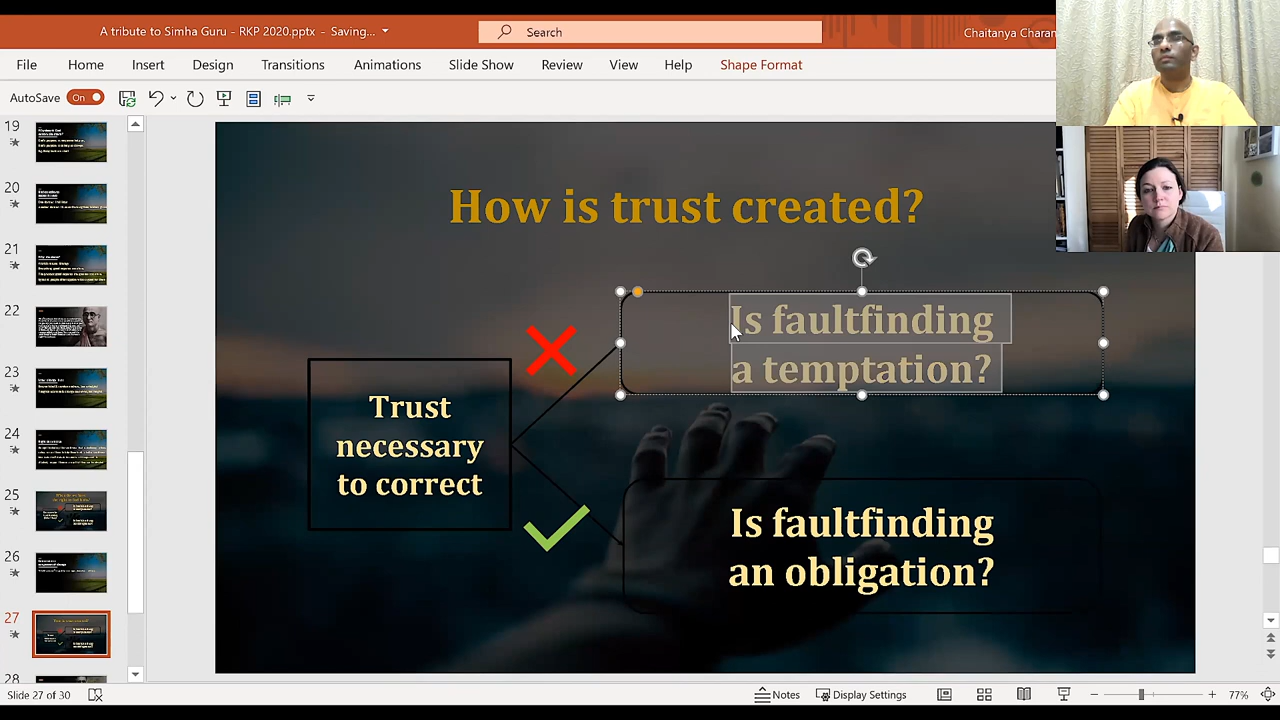 A tribute to Simha Guru - RKP 2020.pptx - Saving...
Search
Chaitanya Charan
File Home Insert Design Transitions Animations Slide Show Review View Help Shape Format
AutoSave On
19
20
21
22
23
24
25
26
27
28
How is trust created?
Is faultfinding
a temptation?
Trust
necessary
to correct
Is faultfinding
an obligation?
Slide 27 of 30
Notes
Display Settings
77%